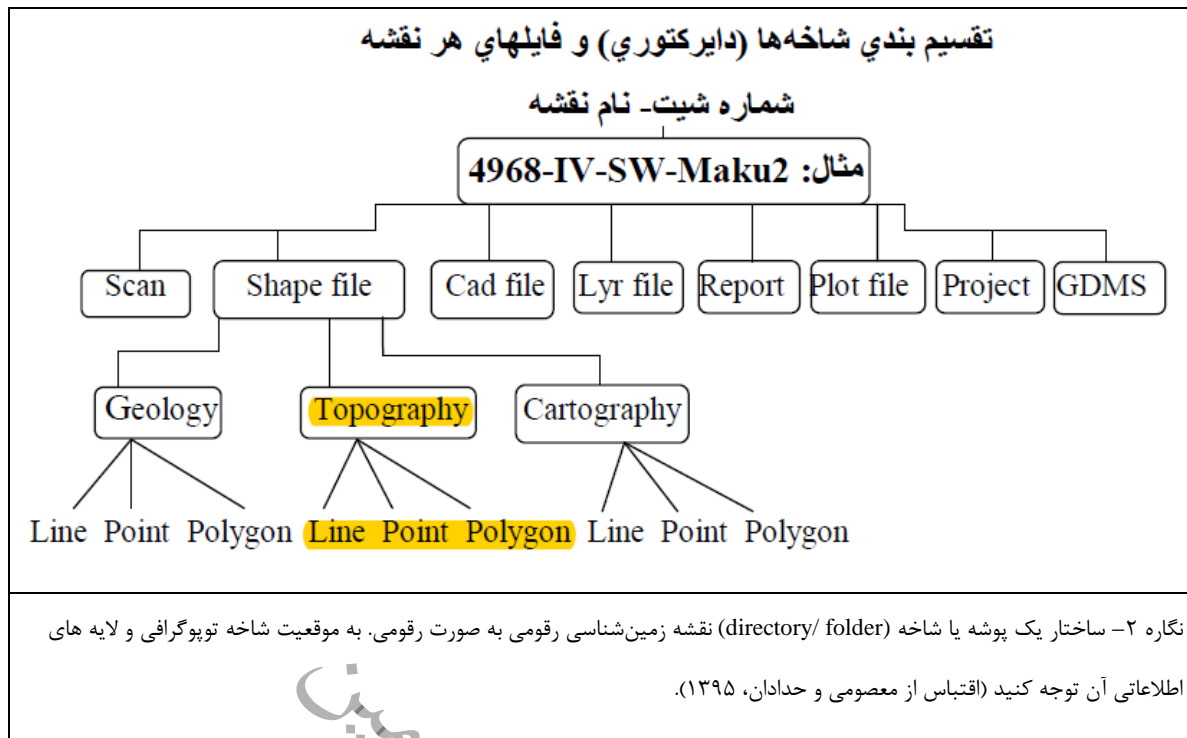 تقسيم بندي شاخه‌ها (دايركتوري) و فايلهاي هر نقشه
شماره شيت- نام نقشه
مثال: 4968-IV-SW-Maku2
Scan Shape file Cad file Lyr file Report Plot file Project GDMS
Geology Topography Cartography
Line Point Polygon Line Point Polygon Line Point Polygon
نگاره ۲– ساختار یک پوشه یا شاخه (directory/ folder) نقشه زمین‌شناسی رقومی به صورت رقومی. به موقعیت شاخه توپوگرافی و لایه های
اطلاعاتی آن توجه کنید (اقتباس از معصومی و حدادان، ۱۳۹۵).